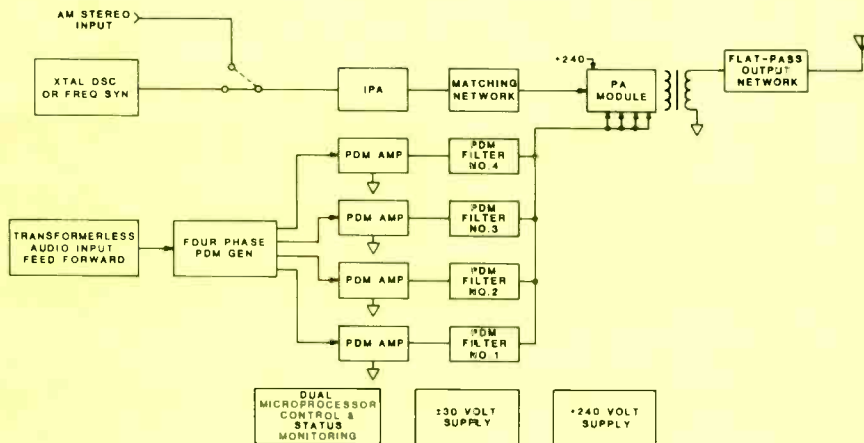 AM STEREO
INPUT
XTAL OSC
OR FREQ SYN
IPA
MATCHING
NETWORK
+240
PA
MODULE
FLAT-PASS
OUTPUT
NETWORK
PDM AMP
PDM
FILTER
NO.4
PDM AMP
PDM
FILTER
NO.3
TRANSFORMERLESS
AUDIO INPUT
FEED FORWARD
FOUR PHASE
PDM GEN
PDM AMP
PDM
FILTER
NO.2
PDM AMP
PDM
FILTER
NO.1
DUAL
MICROPROCESSOR
CONTROL &
STATUS
MONITORING
±30 VOLT
SUPPLY
+240 VOLT
SUPPLY